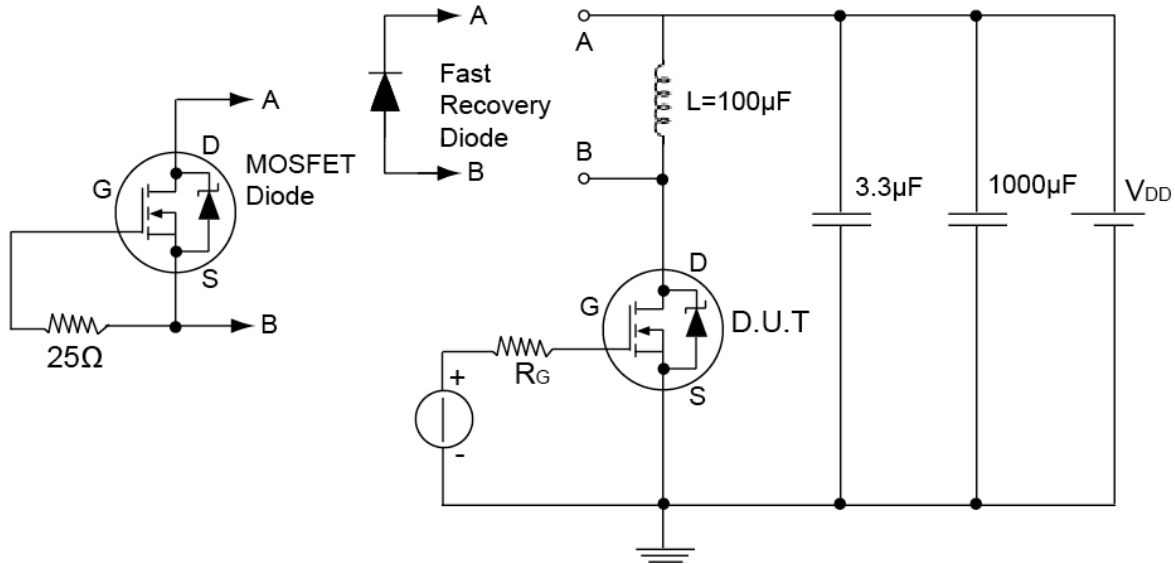 A
D
G
MOSFET
Diode
S
B
25Ω
A
Fast
Recovery
Diode
B
A
L=100μF
B
3.3μF
1000μF
VDD
D
G
D.U.T
S
RG
+
-